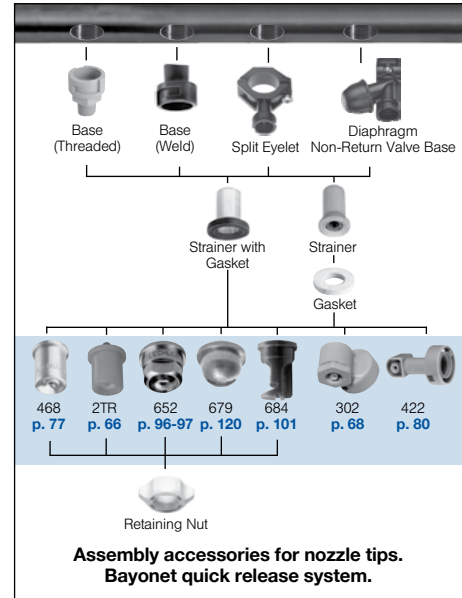 Base
(Threaded)
Base
(Weld)
Split Eyelet
Diaphragm
Non-Return Valve Base
Strainer with
Gasket
Strainer
Gasket
468
p. 77
2TR
p. 66
652
p. 96-97
679
p. 120
684
p. 101
302
p. 68
422
p. 80
Retaining Nut
Assembly accessories for nozzle tips.
Bayonet quick release system.